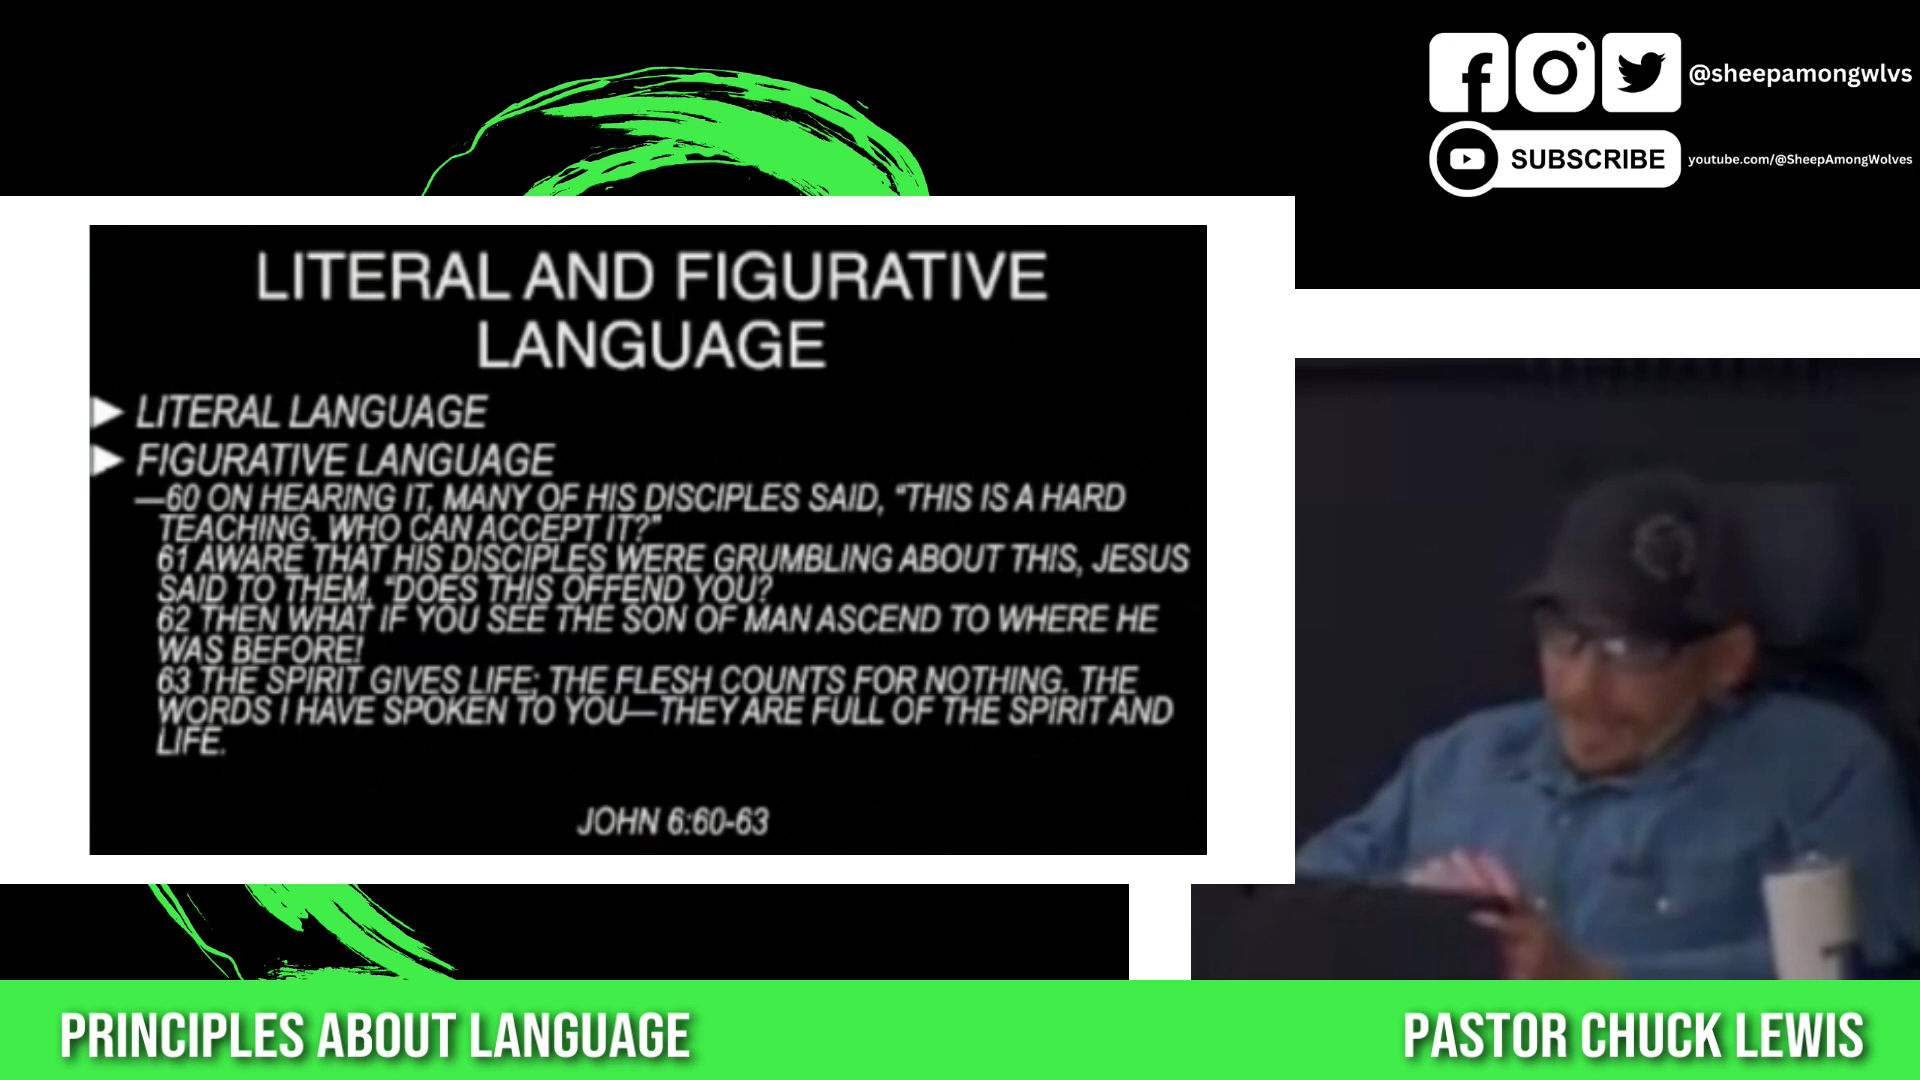 @sheepamongwlvs
SUBSCRIBE
youtube.com/@SheepAmongWolves
LITERAL AND FIGURATIVE
LANGUAGE
LITERAL LANGUAGE
FIGURATIVE LANGUAGE
—60 ON HEARING IT, MANY OF HIS DISCIPLES SAID, “THIS IS A HARD
TEACHING. WHO CAN ACCEPT IT?”
61 AWARE THAT HIS DISCIPLES WERE GRUMBLING ABOUT THIS, JESUS
SAID TO THEM, “DOES THIS OFFEND YOU?
62 THEN WHAT IF YOU SEE THE SON OF MAN ASCEND TO WHERE HE
WAS BEFORE!
63 THE SPIRIT GIVES LIFE; THE FLESH COUNTS FOR NOTHING. THE
WORDS I HAVE SPOKEN TO YOU—THEY ARE FULL OF THE SPIRIT AND
LIFE.
JOHN 6:60-63
PRINCIPLES ABOUT LANGUAGE
PASTOR CHUCK LEWIS